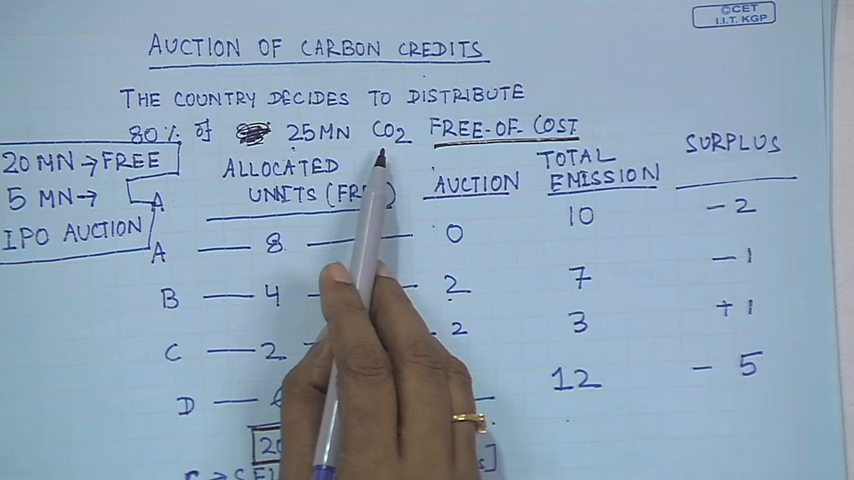 ©CET
I.I.T. KGP
AUCTION OF CARBON CREDITS
THE COUNTRY DECIDES TO DISTRIBUTE
80% of 25MN CO2 FREE-OF-COST
20 MN → FREE
5 MN →
IPO AUCTION
ALLOCATED UNITS AUCTION TOTAL EMISSION SURPLUS
A
A 8 0 10 -2
B 4 2 7 -1
C 2 2 3 +1
D 12 - 5